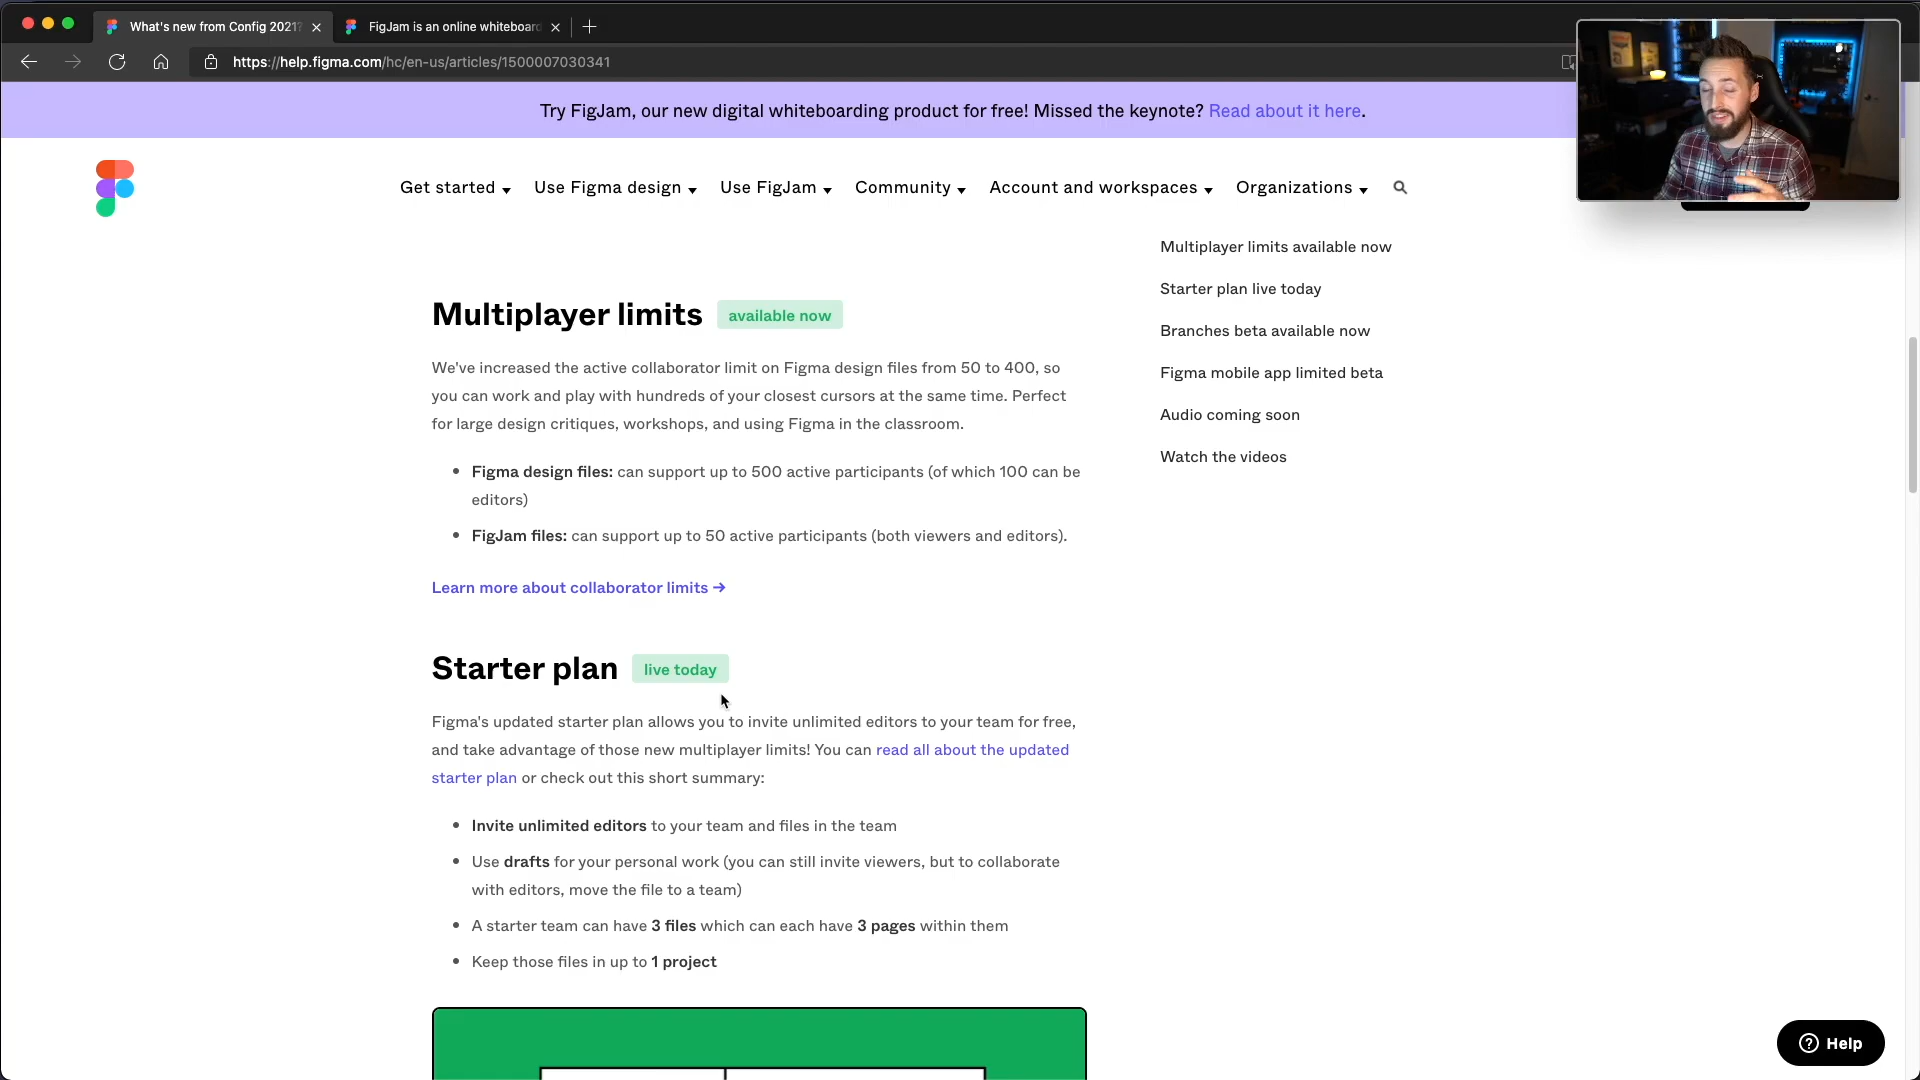 What's new from Config 2021?
FigJam is an online whiteboard
https://help.figma.com/hc/en-us/articles/1500007030341
Try FigJam, our new digital whiteboarding product for free! Missed the keynote? Read about it here.
Get started
Use Figma design
Use FigJam
Community
Account and workspaces
Organizations
Multiplayer limits available now
Starter plan live today
Branches beta available now
Figma mobile app limited beta
Audio coming soon
Watch the videos
Multiplayer limits available now
We've increased the active collaborator limit on Figma design files from 50 to 400, so
you can work and play with hundreds of your closest cursors at the same time. Perfect
for large design critiques, workshops, and using Figma in the classroom.
• Figma design files: can support up to 500 active participants (of which 100 can be
editors)
• FigJam files: can support up to 50 active participants (both viewers and editors).
Learn more about collaborator limits →
Starter plan live today
Figma's updated starter plan allows you to invite unlimited editors to your team for free,
and take advantage of those new multiplayer limits! You can read all about the updated
starter plan or check out this short summary:
• Invite unlimited editors to your team and files in the team
• Use drafts for your personal work (you can still invite viewers, but to collaborate
with editors, move the file to a team)
• A starter team can have 3 files which can each have 3 pages within them
• Keep those files in up to 1 project
Help